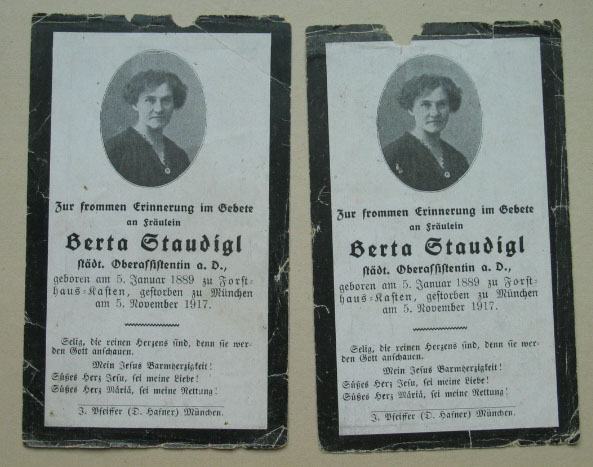 Zur frommen Erinnerung im Gebete
an Fräulein
Berta Staudigl
städt. Oberassistentin a. D.,
geboren am 5. Januar 1889 zu Forst-
haus-Kasten, gestorben zu München
am 5. November 1917.
Selig, die reinen Herzens sind, denn sie wer-
den Gott anschauen.
Mein Jesus Barmherzigkeit!
Süßes Herz Jesu, sei meine Liebe!
Süßes Herz Mariä, sei meine Rettung!
J. Pfeiffer (D. Hafner) München.
Zur frommen Erinnerung im Gebete
an Fräulein
Berta Staudigl
städt. Oberassistentin a. D.,
geboren am 5. Januar 1889 zu Forst-
haus-Kasten, gestorben zu München
am 5. November 1917.
Selig, die reinen Herzens sind, denn sie wer-
den Gott anschauen.
Mein Jesus Barmherzigkeit!
Süßes Herz Jesu, sei meine Liebe!
Süßes Herz Mariä, sei meine Rettung!
J. Pfeiffer (D. Hafner) München.